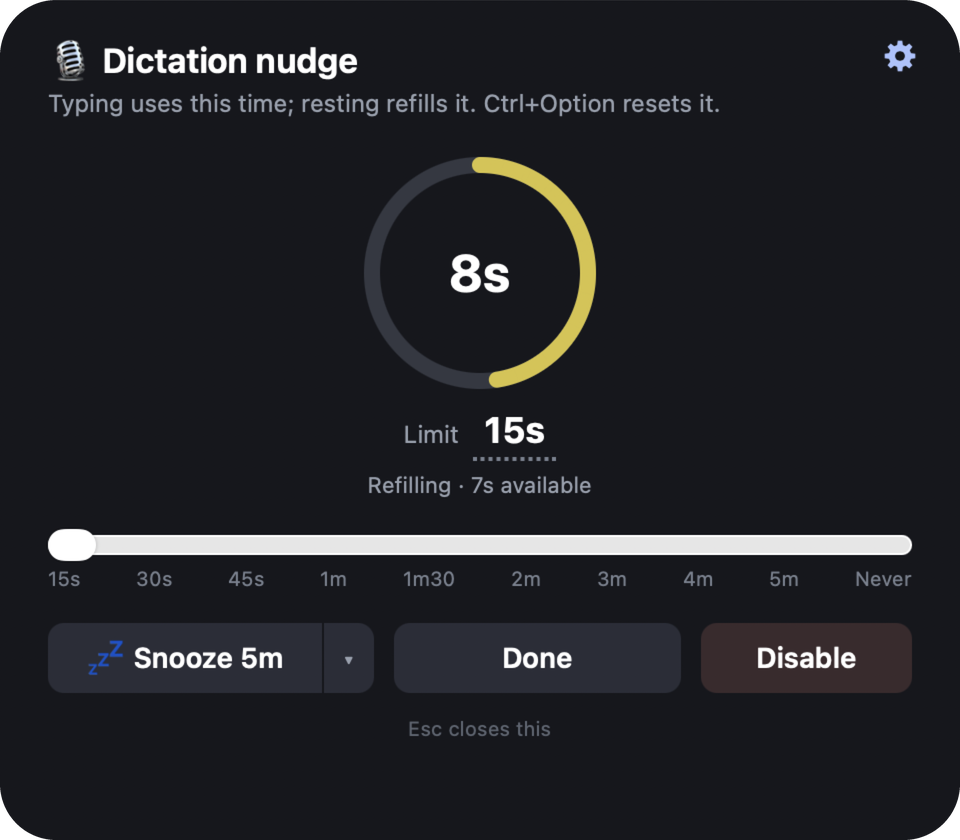 Dictation nudge
Typing uses this time; resting refills it. Ctrl+Option resets it.
8s
Limit 15s
Refilling · 7s available
15s 30s 45s 1m 1m30 2m 3m 4m 5m Never
💤 Snooze 5m ▾ Done Disable
Esc closes this